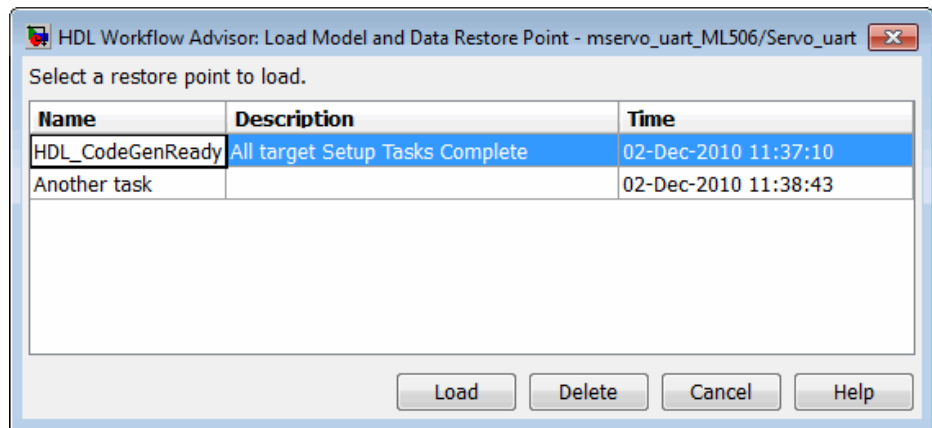 HDL Workflow Advisor: Load Model and Data Restore Point - mservo_uart_ML506/Servo_uart
Select a restore point to load.
Name Description Time
HDL_CodeGenReady All target Setup Tasks Complete 02-Dec-2010 11:37:10
Another task 02-Dec-2010 11:38:43
Load Delete Cancel Help